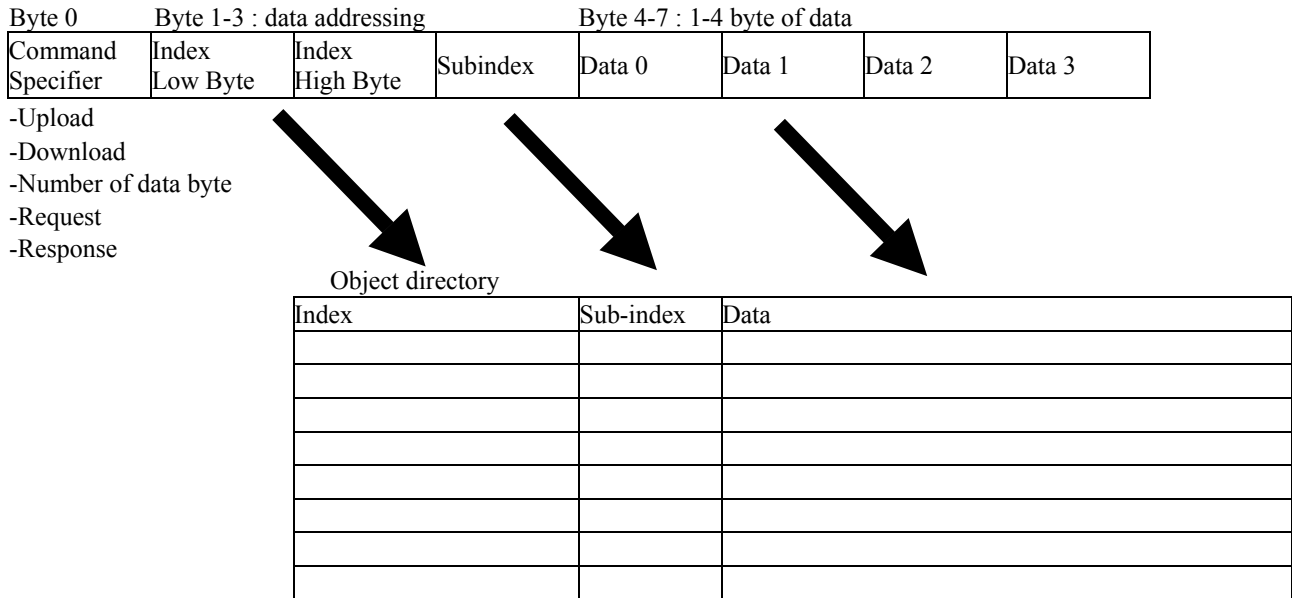 Byte 0 Byte 1-3 : data addressing Byte 4-7 : 1-4 byte of data
Command Specifier Index Low Byte Index High Byte Subindex Data 0 Data 1 Data 2 Data 3
-Upload
-Download
-Number of data byte
-Request
-Response
Object directory
Index Sub-index Data